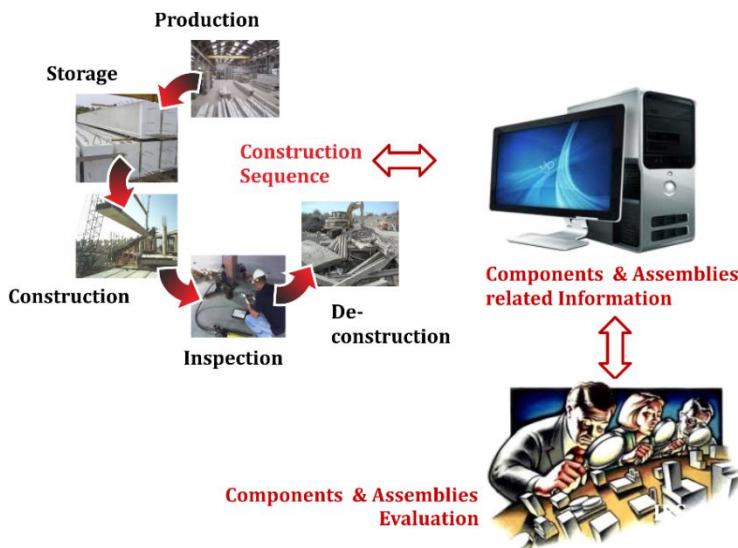 Production
Storage
Construction
Sequence
Construction
Inspection
De-
construction
Components & Assemblies
related Information
Components & Assemblies
Evaluation